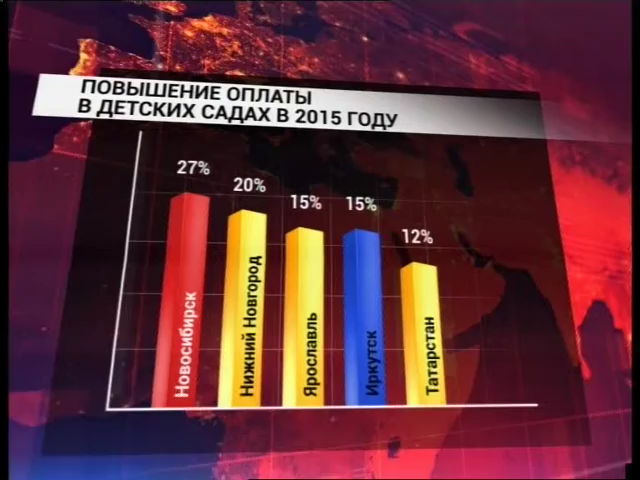 ПОВЫШЕНИЕ ОПЛАТЫ
В ДЕТСКИХ САДАХ В 2015 ГОДУ
27%
20%
15%
15%
12%
Новосибирск
Нижний Новгород
Ярославль
Иркутск
Татарстан